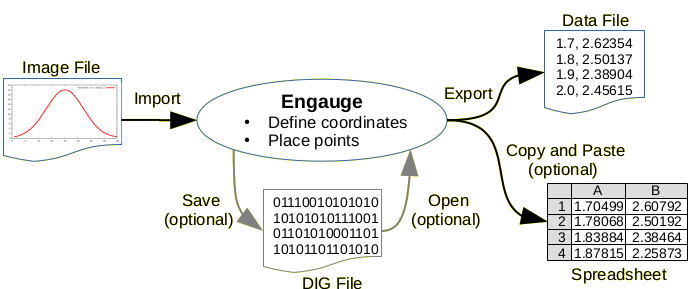 Data File
1.7, 2.62354
1.8, 2.50137
1.9, 2.38904
2.0, 2.45615
Image File
Import
Engauge
• Define coordinates
• Place points
Export
Copy and Paste
(optional)
Save
(optional)
Open
(optional)
01110010101010
10101010111001
01101010001101
10101101101010
DIG File
A B
1 1.70499 2.60792
2 1.78068 2.50192
3 1.83884 2.38464
4 1.87815 2.25873
Spreadsheet